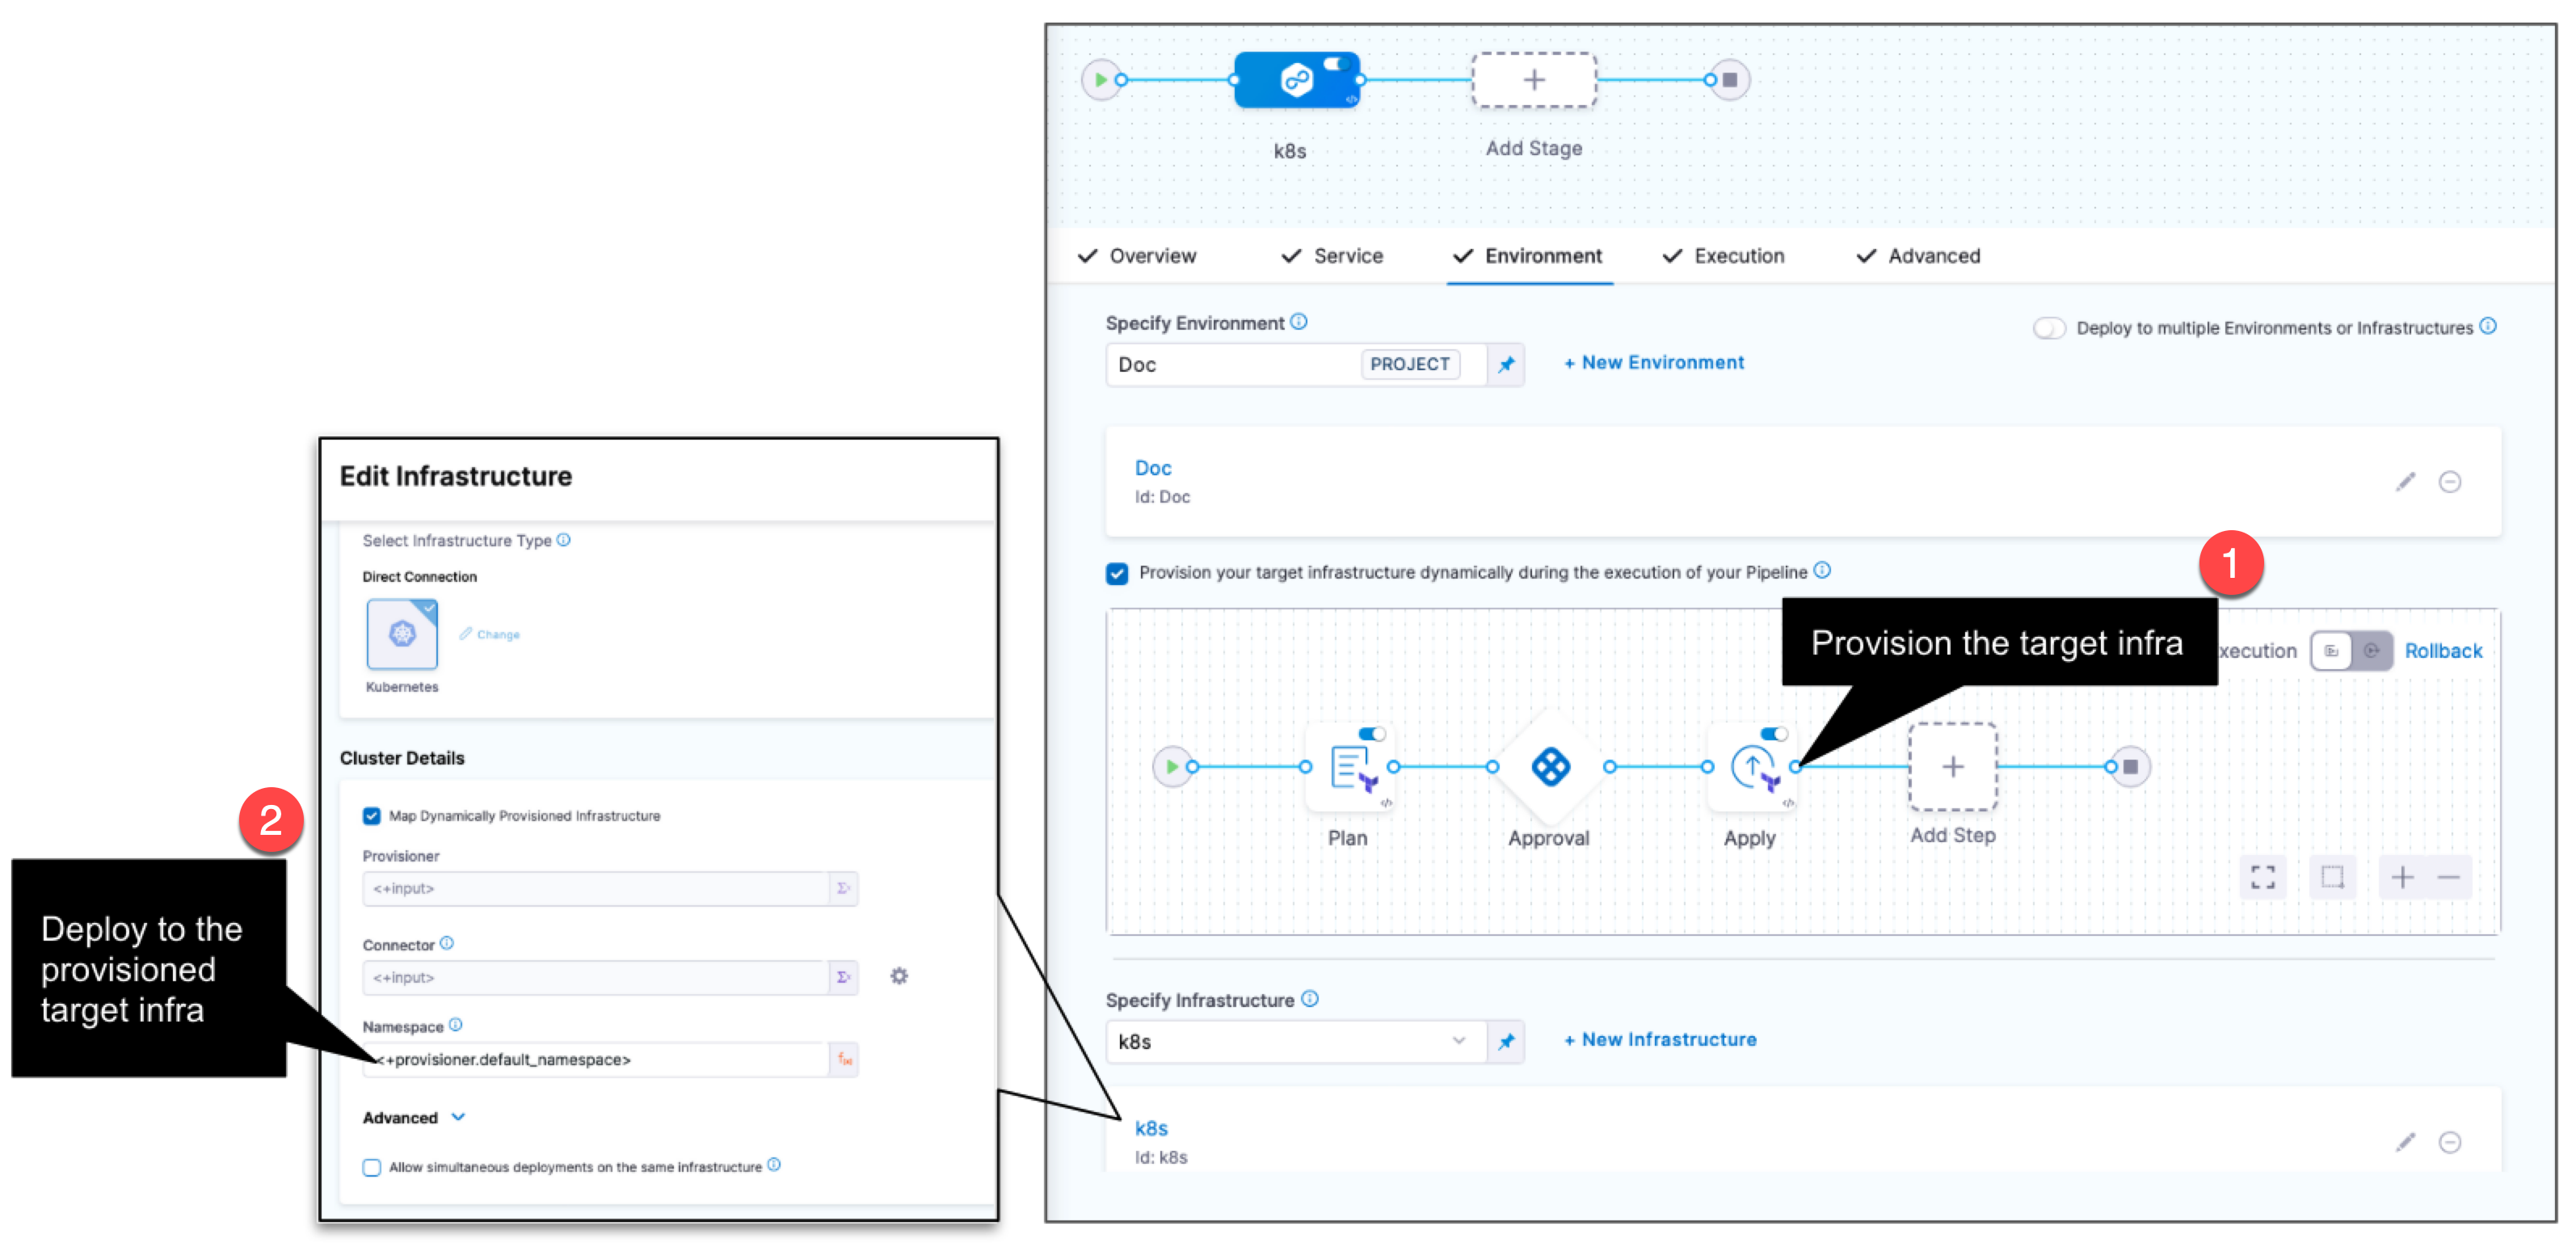 k8s
Add Stage
Overview
Service
Environment
Execution
Advanced
Specify Environment
Deploy to multiple Environments or Infrastructures
Doc
PROJECT
+ New Environment
Doc
Id: Doc
Provision your target infrastructure dynamically during the execution of your Pipeline
1
Provision the target infra
xecution
Rollback
Plan
Approval
Apply
Add Step
Specify Infrastructure
k8s
+ New Infrastructure
k8s
Id: k8s
Edit Infrastructure
Select Infrastructure Type
Direct Connection
Change
Kubernetes
Cluster Details
2
Map Dynamically Provisioned Infrastructure
Provisioner
<+input>
Connector
<+input>
Namespace
<+provisioner.default_namespace>
Advanced
Allow simultaneous deployments on the same infrastructure
Deploy to the
provisioned
target infra